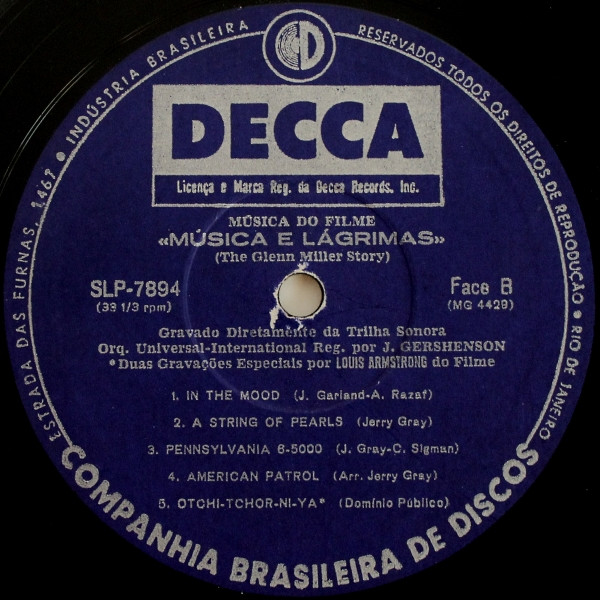 CD
INDÚSTRIA BRASILEIRA
RESERVADOS TODOS OS DIREITOS DE REPRODUÇÃO • RIO DE JANEIRO
ESTRADA DAS FURNAS, 1467 •
DECCA
Licença e Marca Reg. da Decca Records, Inc.
MÚSICA DO FILME
«MÚSICA E LÁGRIMAS»
(The Glenn Miller Story)
SLP-7894
Face B
(33 1/3 rpm)
(MG 4429)
Gravado Diretamente da Trilha Sonora
Orq. Universal-International Reg. por J. GERSHENSON
*Duas Gravações Especiais por LOUIS ARMSTRONG do Filme
1. IN THE MOOD (J. Garland-A. Razaf)
2. A STRING OF PEARLS (Jerry Gray)
3. PENNSYLVANIA 6-5000 (J. Gray-C. Sigman)
4. AMERICAN PATROL (Arr. Jerry Gray)
5. OTCHI-TCHOR-NI-YA* (Domínio Público)
COMPANHIA BRASILEIRA DE DISCOS